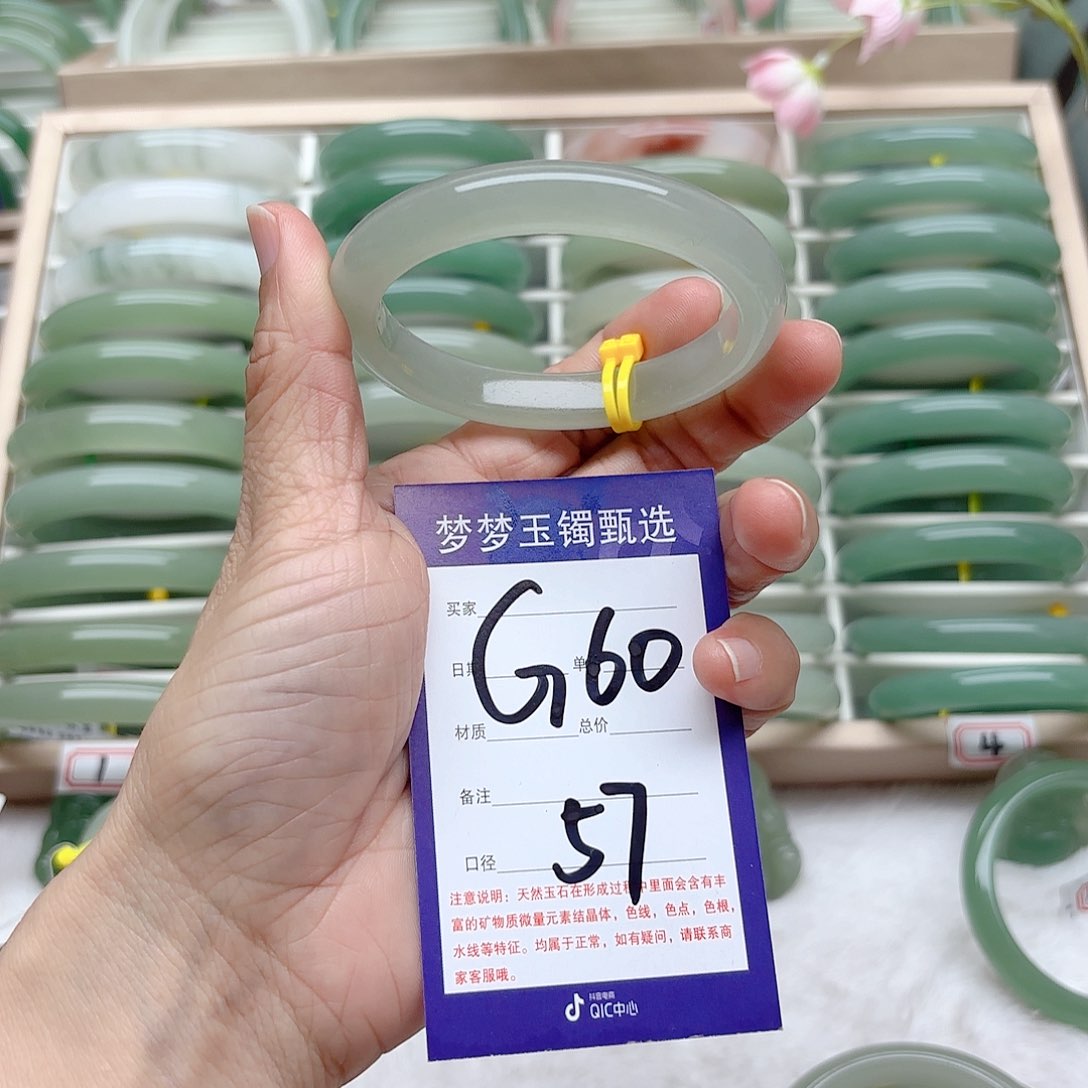 梦梦玉镯甄选
买家
G60
日期
单号
材质
总价
备注
57
口径
注意说明：天然玉石在形成过程中里面会含有丰
富的矿物质微量元素结晶体，色线，色点，色根，
水线等特征。均属于正常，如有疑问，请联系商
家客服哦。
抖音电商
QIC中心
1
4